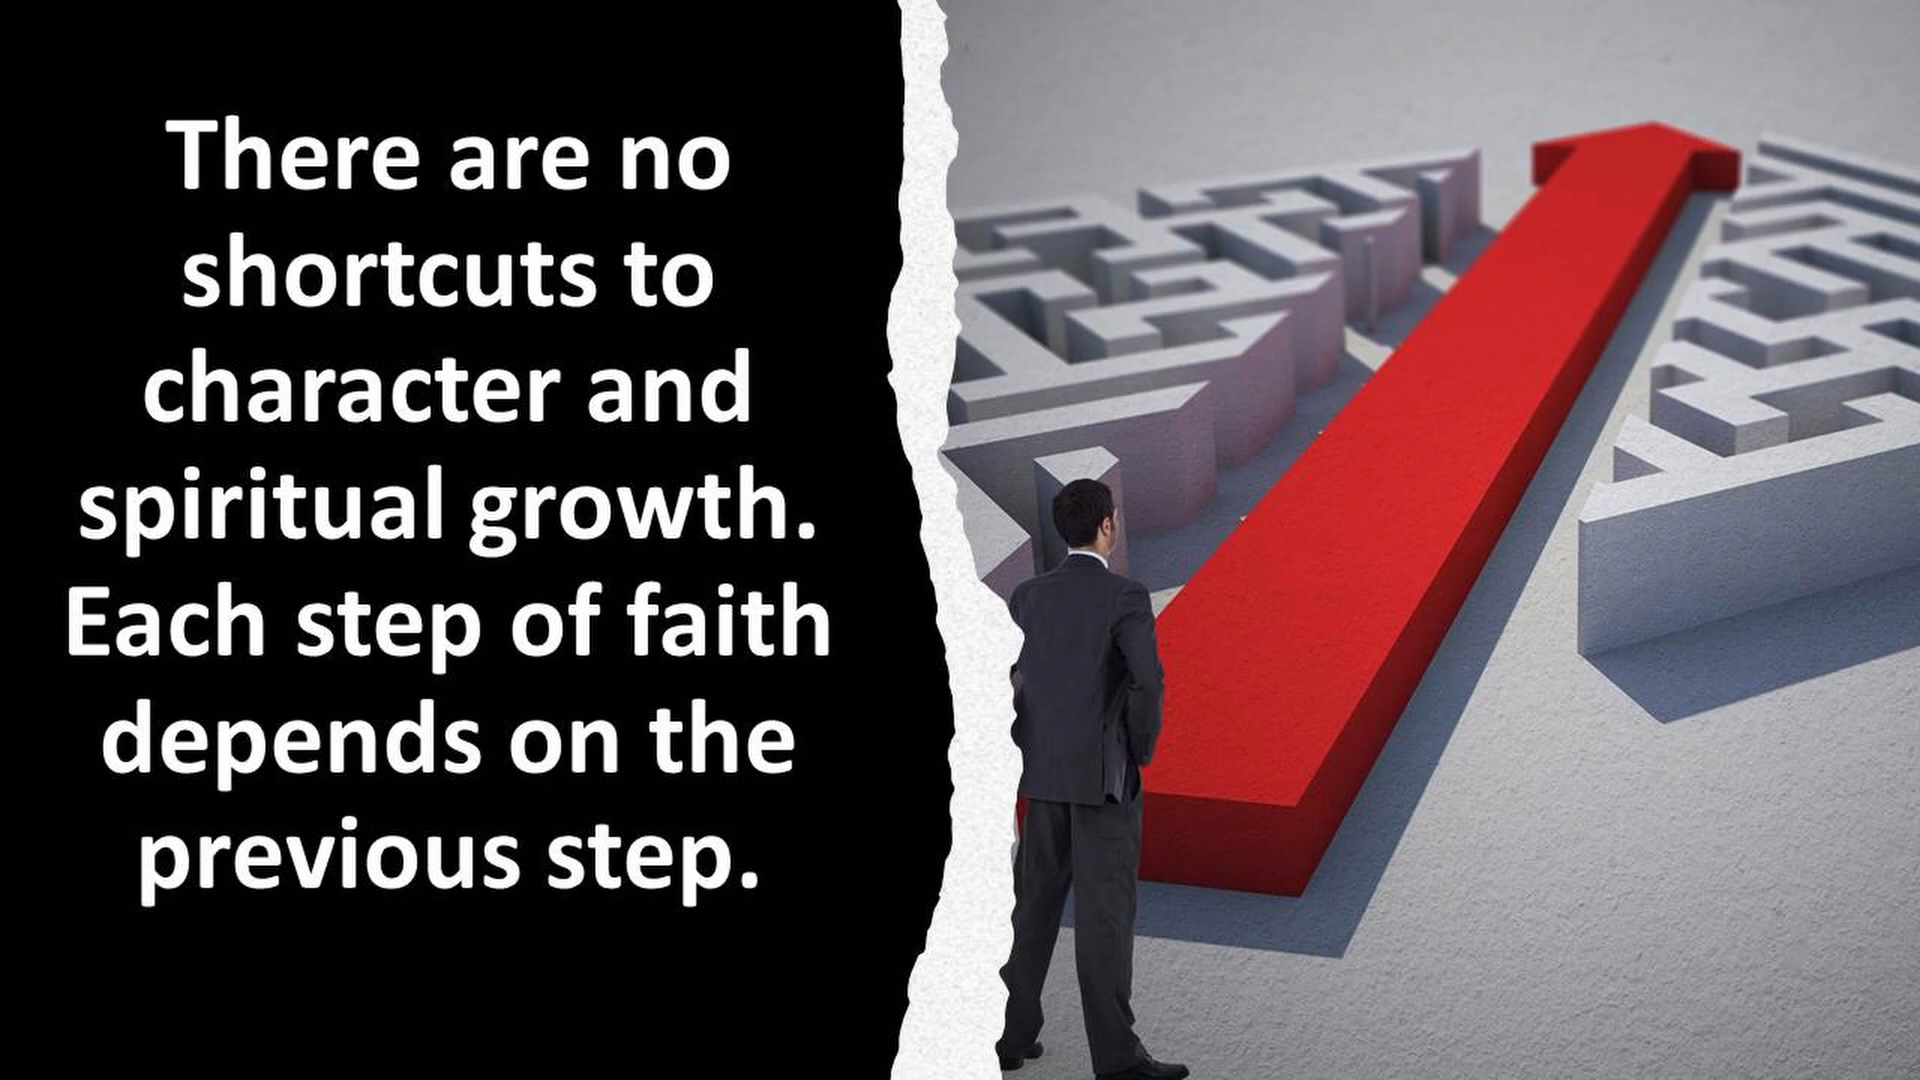 There are no
shortcuts to
character and
spiritual growth.
Each step of faith
depends on the
previous step.